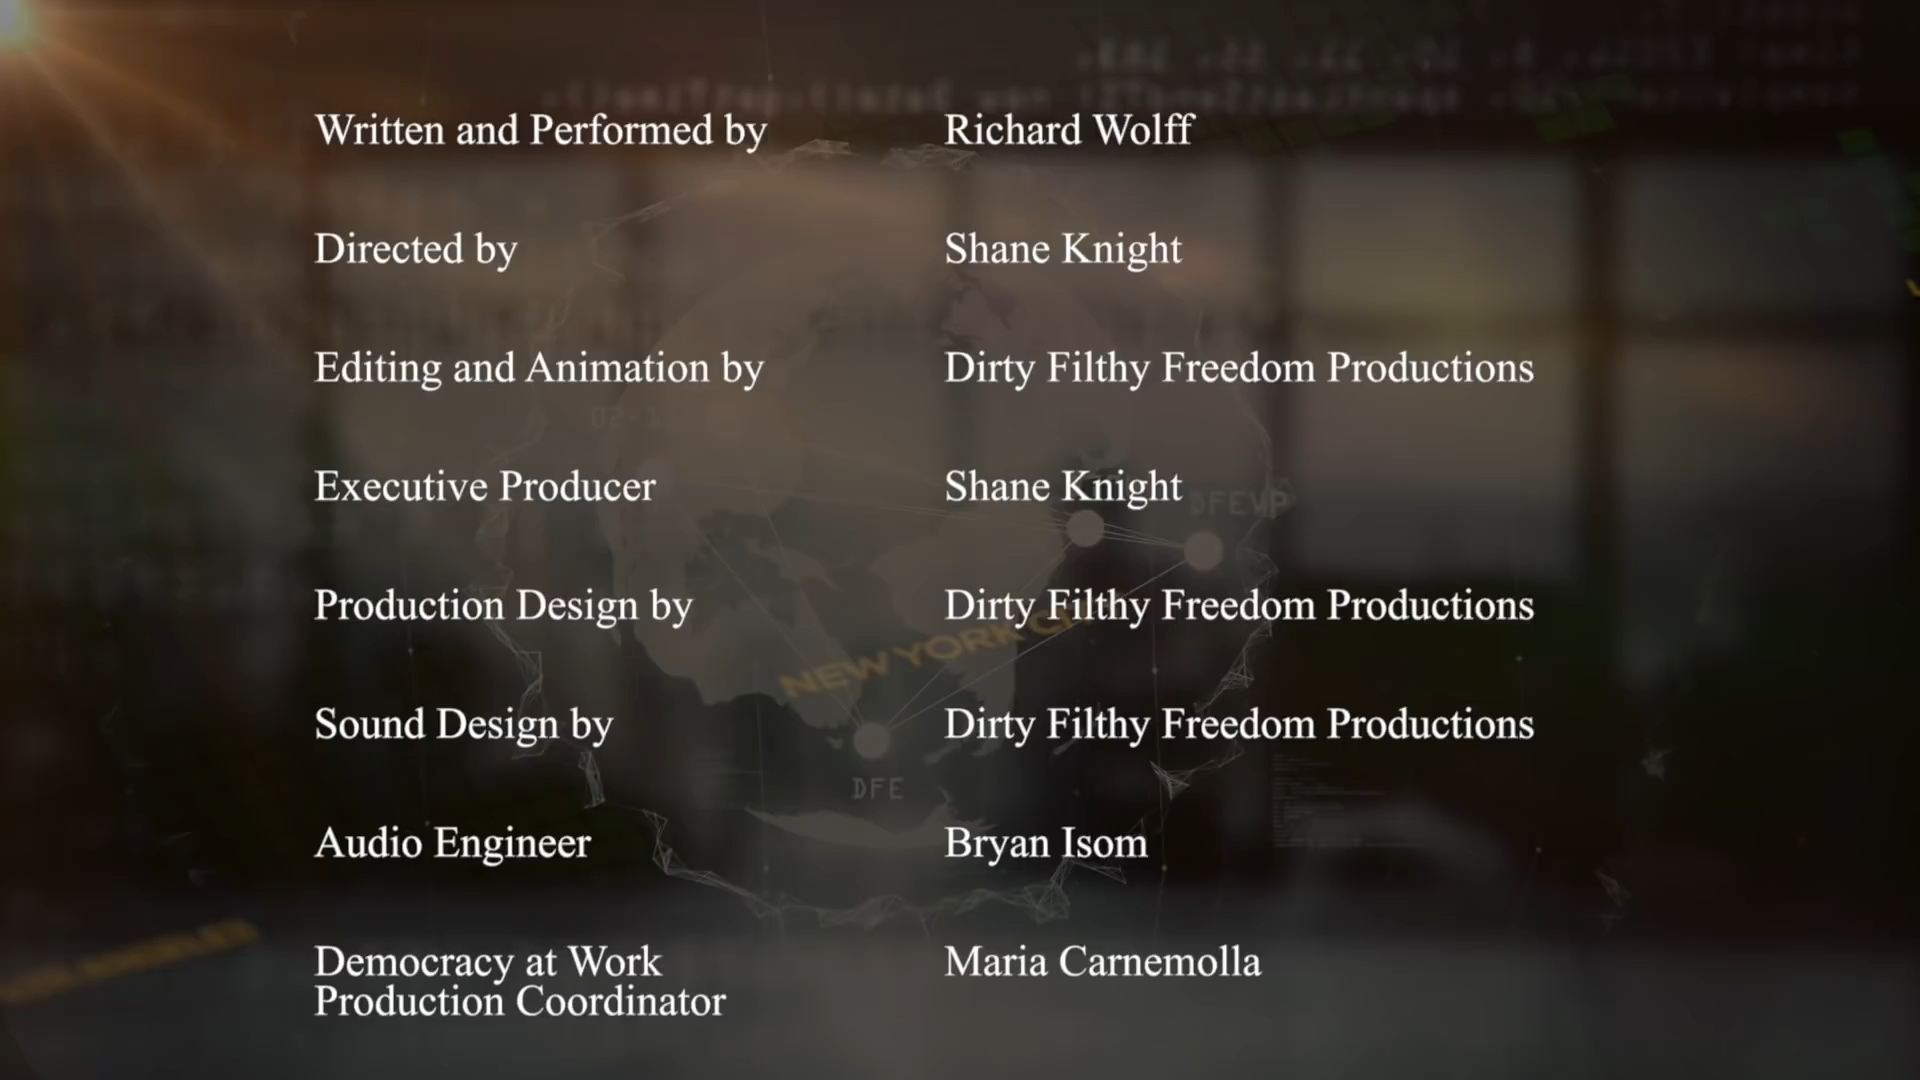 Written and Performed by Richard Wolff
Directed by Shane Knight
Editing and Animation by Dirty Filthy Freedom Productions
Executive Producer Shane Knight
DFEVP
Production Design by Dirty Filthy Freedom Productions
NEW YORK
Sound Design by Dirty Filthy Freedom Productions
DFE
Audio Engineer Bryan Isom
Democracy at Work Maria Carnemolla
Production Coordinator